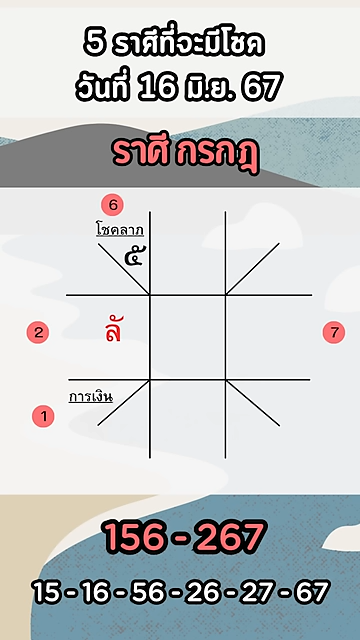 5 ราศีที่จะมีโชค
วันที่ 16 มิ.ย. 67
ราศี กรกฎ
6
โชคลาภ
๕
2
ลั
7
การเงิน
1
156 - 267
15 - 16 - 56 - 26 - 27 - 67